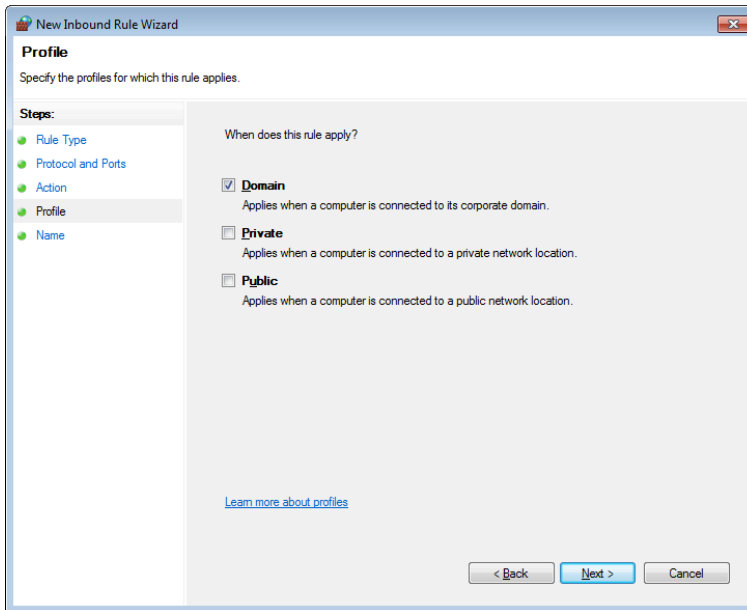 New Inbound Rule Wizard
Profile
Specify the profiles for which this rule applies.
Steps:
Rule Type
Protocol and Ports
Action
Profile
Name
When does this rule apply?
Domain
Applies when a computer is connected to its corporate domain.
Private
Applies when a computer is connected to a private network location.
Public
Applies when a computer is connected to a public network location.
Learn more about profiles
< Back
Next >
Cancel